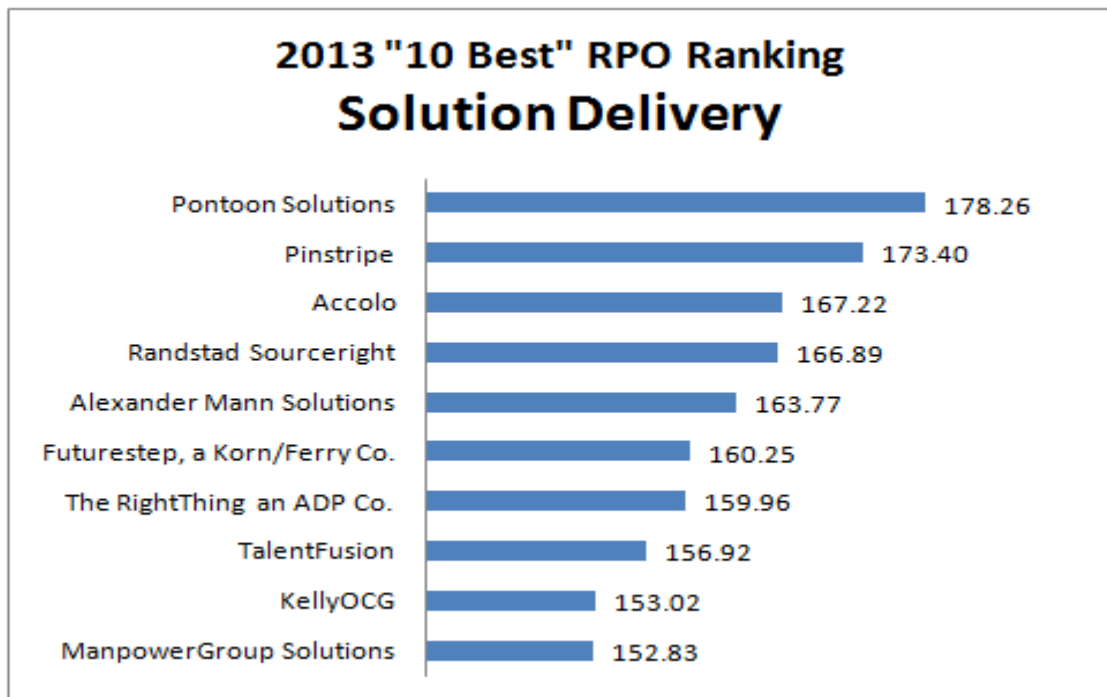 2013 "10 Best" RPO Ranking
Solution Delivery
Pontoon Solutions 178.26
Pinstripe 173.40
Accolo 167.22
Randstad Sourceright 166.89
Alexander Mann Solutions 163.77
Futurestep, a Korn/Ferry Co. 160.25
The RightThing an ADP Co. 159.96
TalentFusion 156.92
KellyOCG 153.02
ManpowerGroup Solutions 152.83